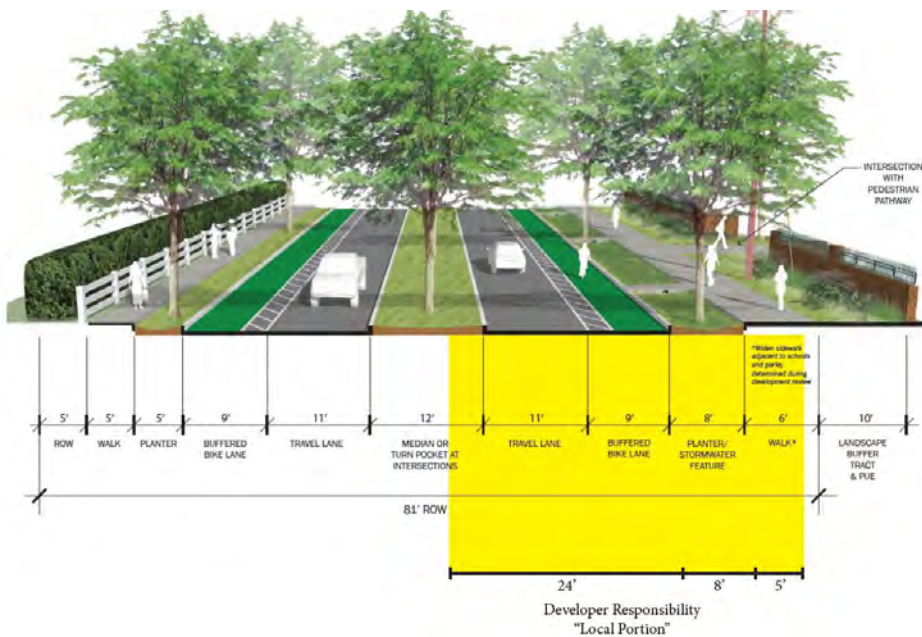 INTERSECTION
WITH
PEDESTRIAN
PATHWAY
*Widen sidewalk
adjacent to schools
and parks;
determined during
development review
5' 5' 5' 9' 11' 12' 11' 9' 8' 6' 10'
ROW
WALK
PLANTER
BUFFERED
BIKE LANE
TRAVEL LANE
MEDIAN OR
TURN POCKET AT
INTERSECTIONS
TRAVEL LANE
BUFFERED
BIKE LANE
PLANTER/
STORMWATER
FEATURE
WALK*
LANDSCAPE
BUFFER
TRACT
& PUE
81' ROW
24' 8' 5'
Developer Responsibility
"Local Portion"